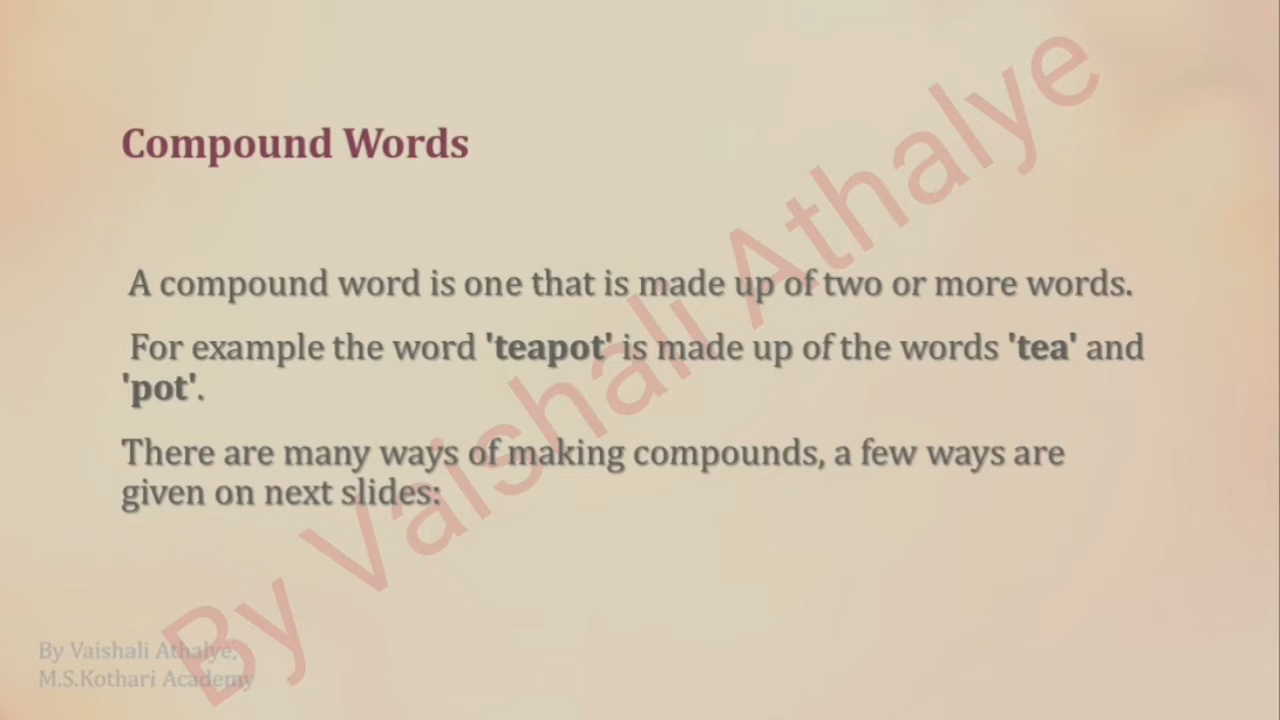 Compound Words
A compound word is one that is made up of two or more words.
For example the word 'teapot' is made up of the words 'tea' and
'pot'.
There are many ways of making compounds, a few ways are
given on next slides:
By Vaishali Athalye
By Vaishali Athalye,
M.S.Kothari Academy